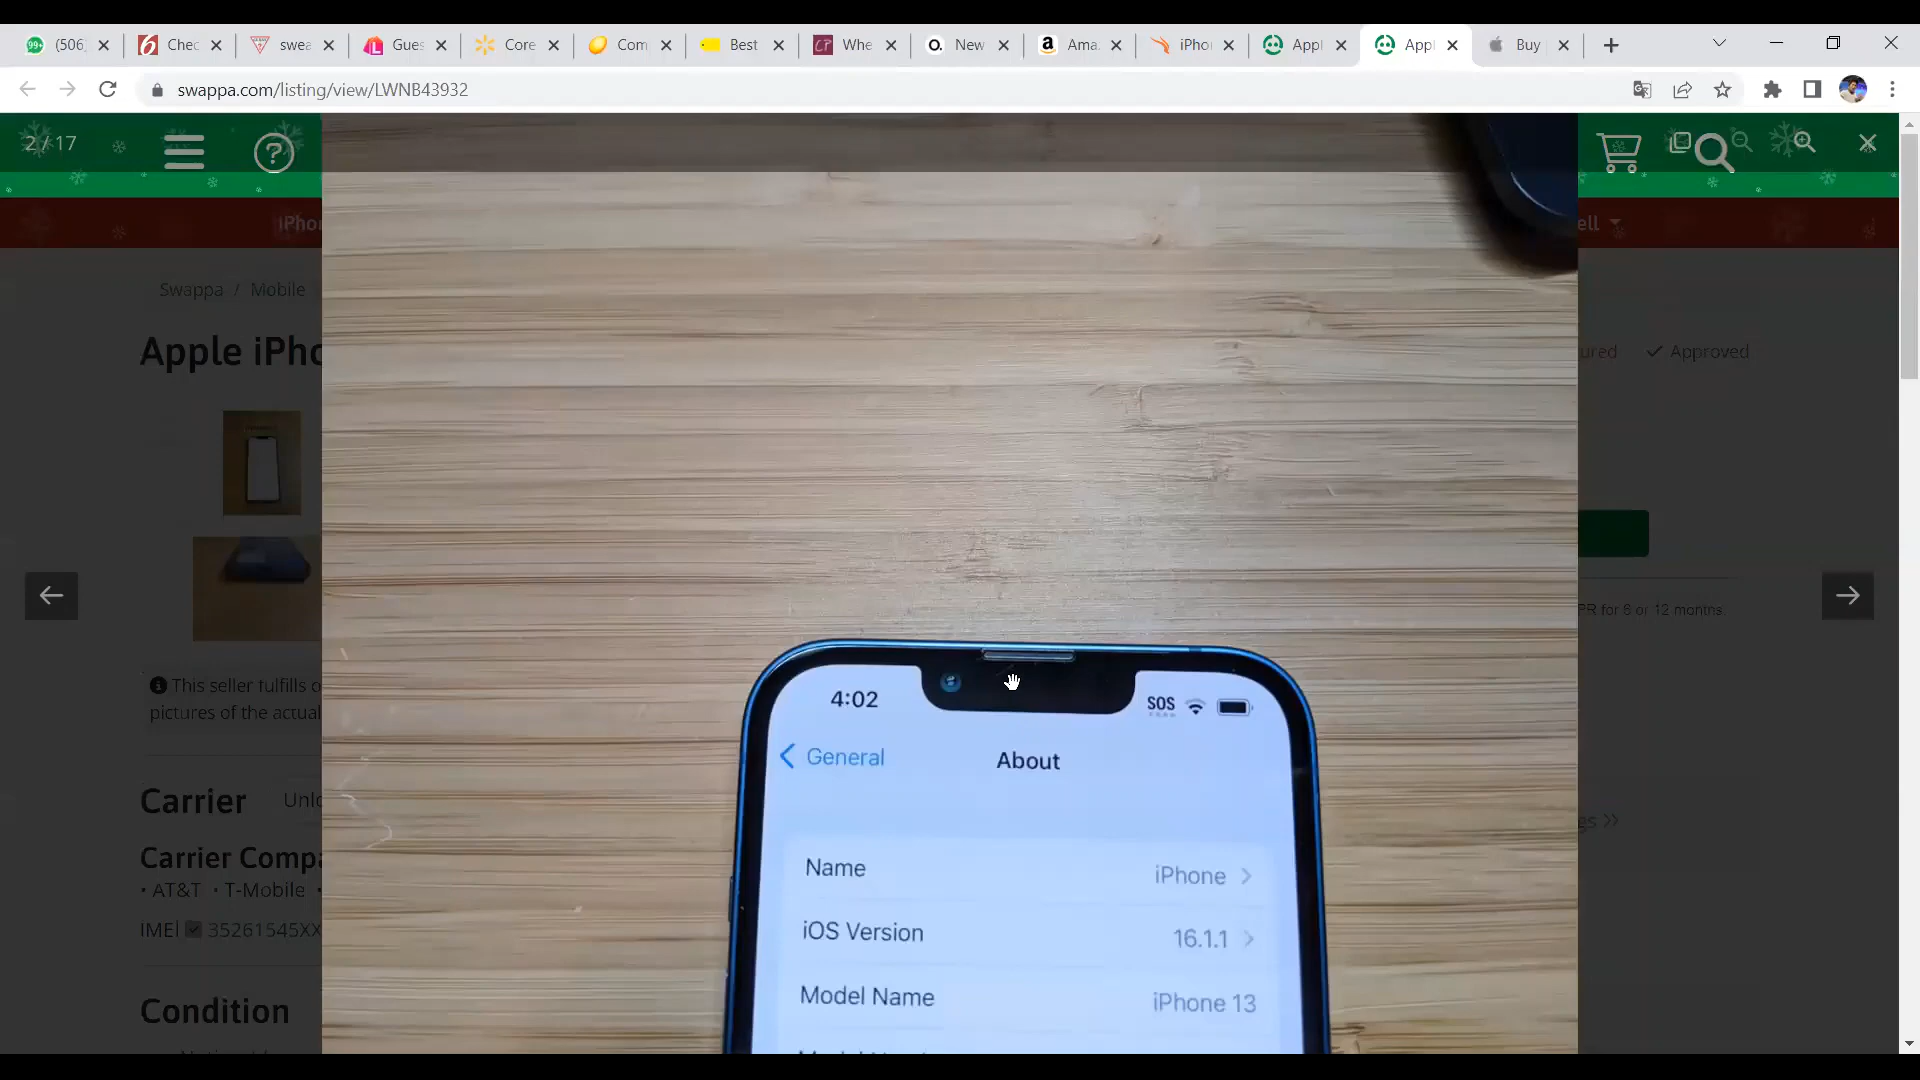 (506
Chec
swea
Gues
Core
Com
Best
Whe
New
Ama
iPho
Appl
Appl
Buy
swappa.com/listing/view/LWNB43932
2 / 17
iPhon
ell
Swappa / Mobile
Apple iPho
ured
Approved
PR for 6 or 12 months
This seller fulfills o
pictures of the actual
Carrier Unlo
Carrier Compa
• AT&T • T-Mobile •
IMEI 35261545XX
Condition
4:02
SOS
General
About
Name iPhone
iOS Version 16.1.1
Model Name iPhone 13